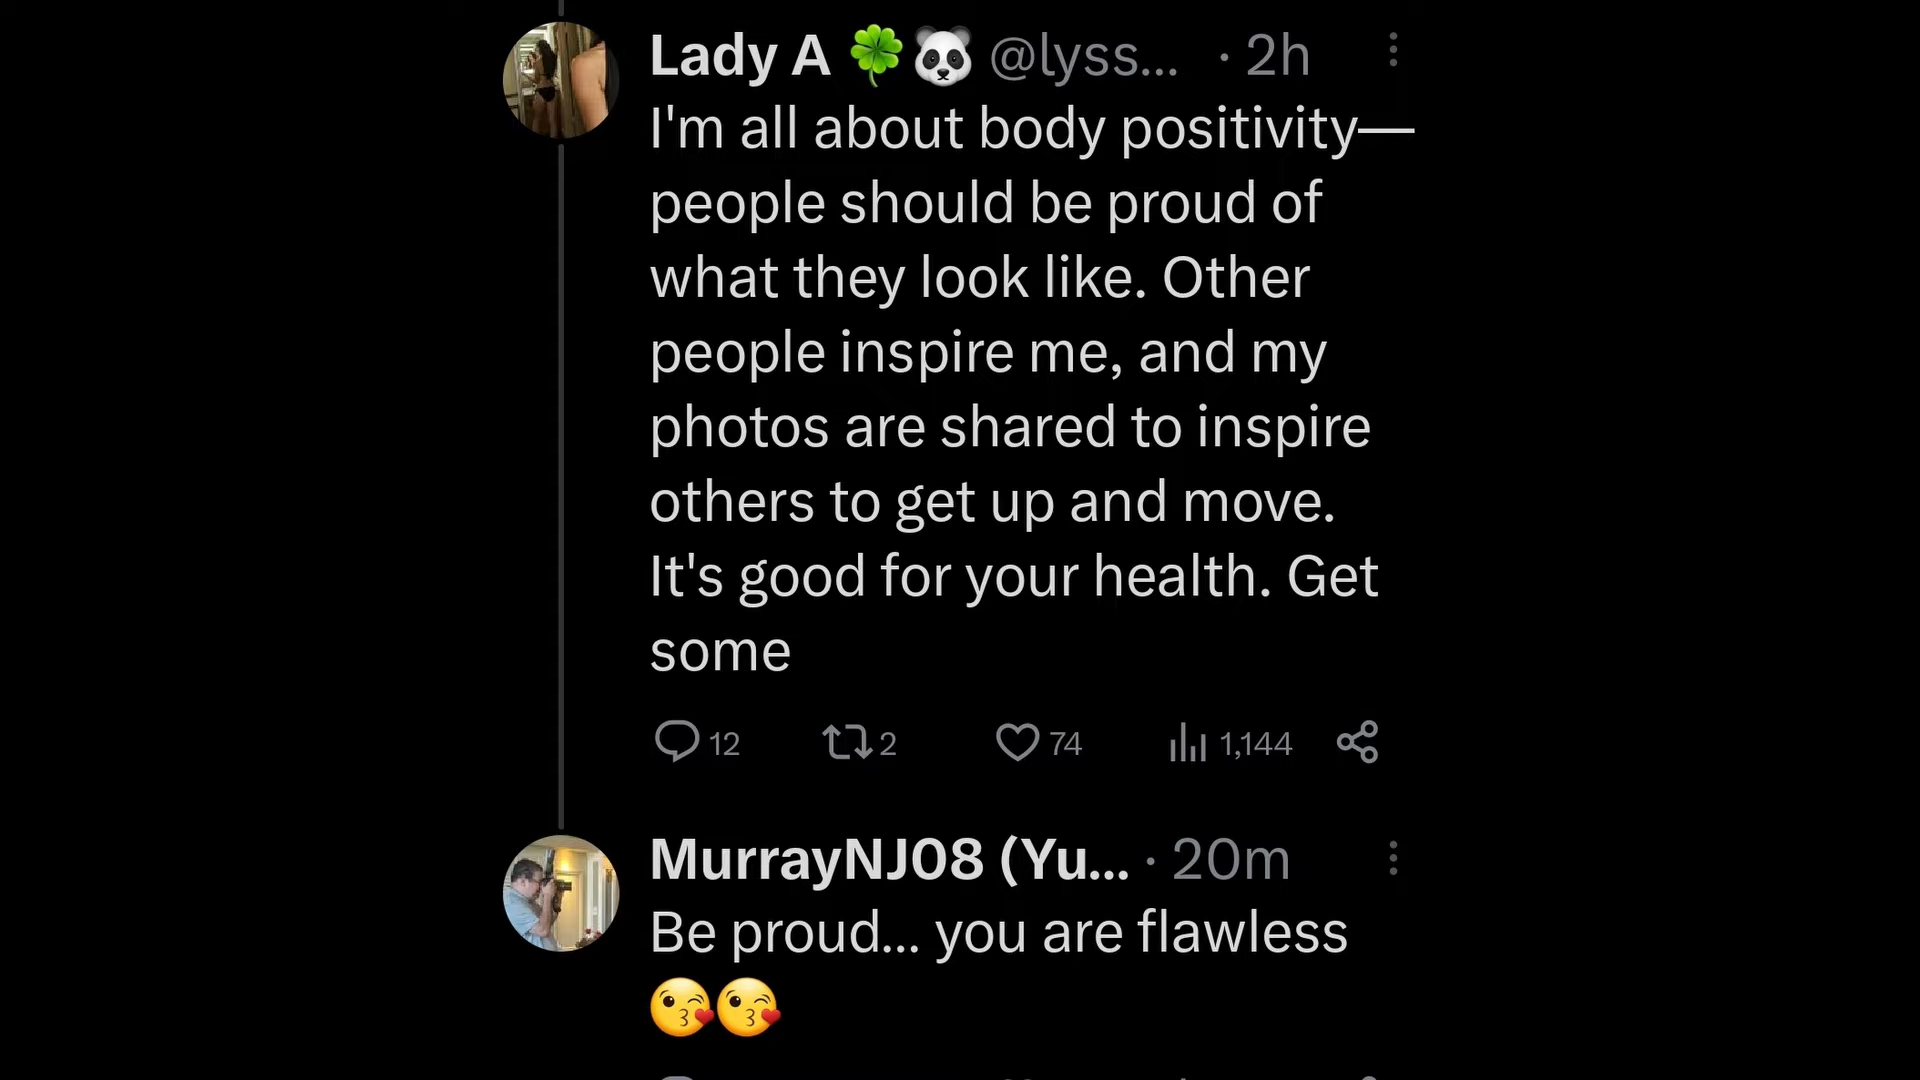 Lady A 🍀🐼 @lyss... · 2h
I'm all about body positivity—
people should be proud of
what they look like. Other
people inspire me, and my
photos are shared to inspire
others to get up and move.
It's good for your health. Get
some
12 2 74 1,144
MurrayNJ08 (Yu... · 20m
Be proud... you are flawless
😘😘